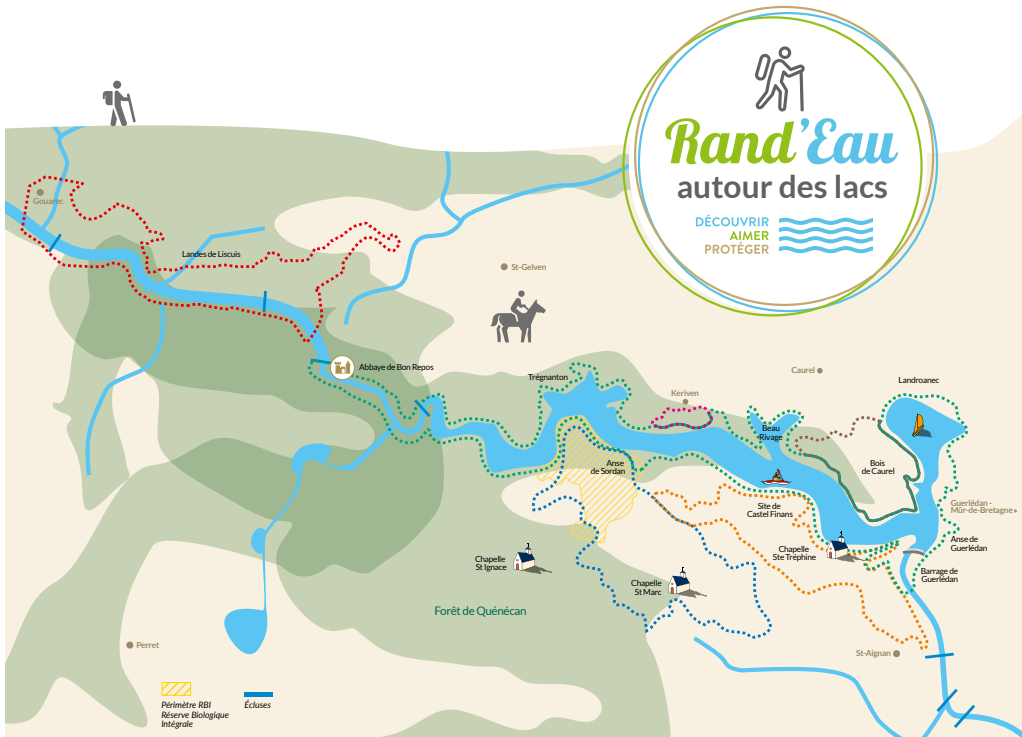 Rand'Eau
autour des lacs
DÉCOUVRIR
AIMER
PROTÉGER
Gouarec
Landes de Liscuis
St-Gelven
Abbaye de Bon Repos
Trégnanton
Keriven
Caurel
Landroanec
Beau
Rivage
Anse
de Sordan
Bois
de Caurel
Site de
Castel Finans
Guerlédan -
Mûr-de-Bretagne
Anse de
Guerlédan
Chapelle
Ste Tréphine
Barrage de
Guerlédan
Chapelle
St Ignace
Chapelle
St Marc
Forêt de Quénécan
Perret
St-Aignan
Périmètre RBI
Réserve Biologique
Intégrale
Écluses